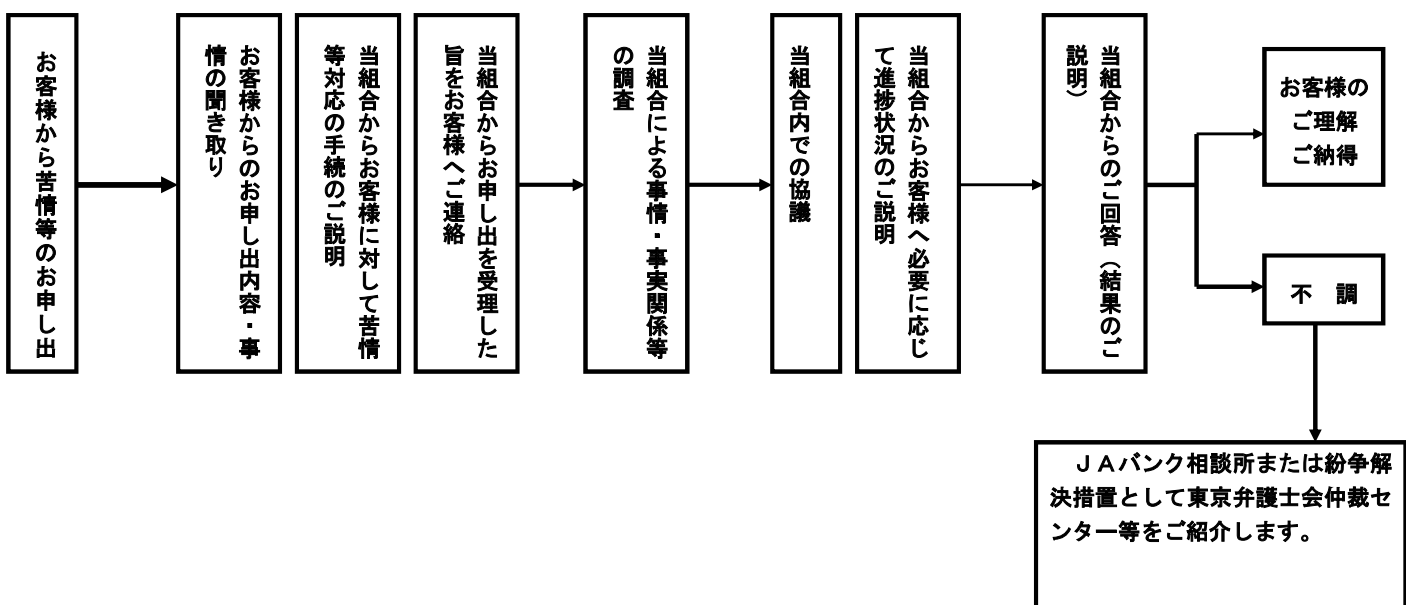 お客様から苦情等のお申し出
お客様からのお申し出内容・事
情の聞き取り
当組合からお客様に対して苦情
等対応の手続のご説明
当組合からお申し出を受理した
旨をお客様へご連絡
当組合による事情・事実関係等
の調査
当組合内での協議
当組合からお客様へ必要に応じ
て進捗状況のご説明
当組合からのご回答（結果のご
説明）
お客様の
ご理解
ご納得
不　調
ＪＡバンク相談所または紛争解
決措置として東京弁護士会仲裁セ
ンター等をご紹介します。